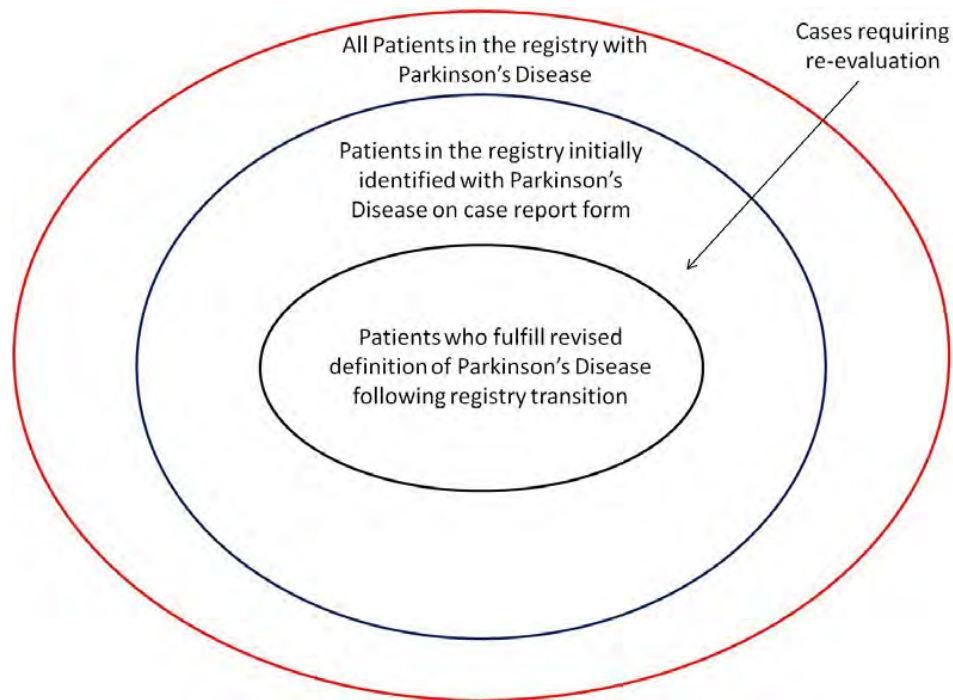 All Patients in the registry with
Parkinson's Disease
Cases requiring
re-evaluation
Patients in the registry initially
identified with Parkinson's
Disease on case report form
Patients who fulfill revised
definition of Parkinson's Disease
following registry transition